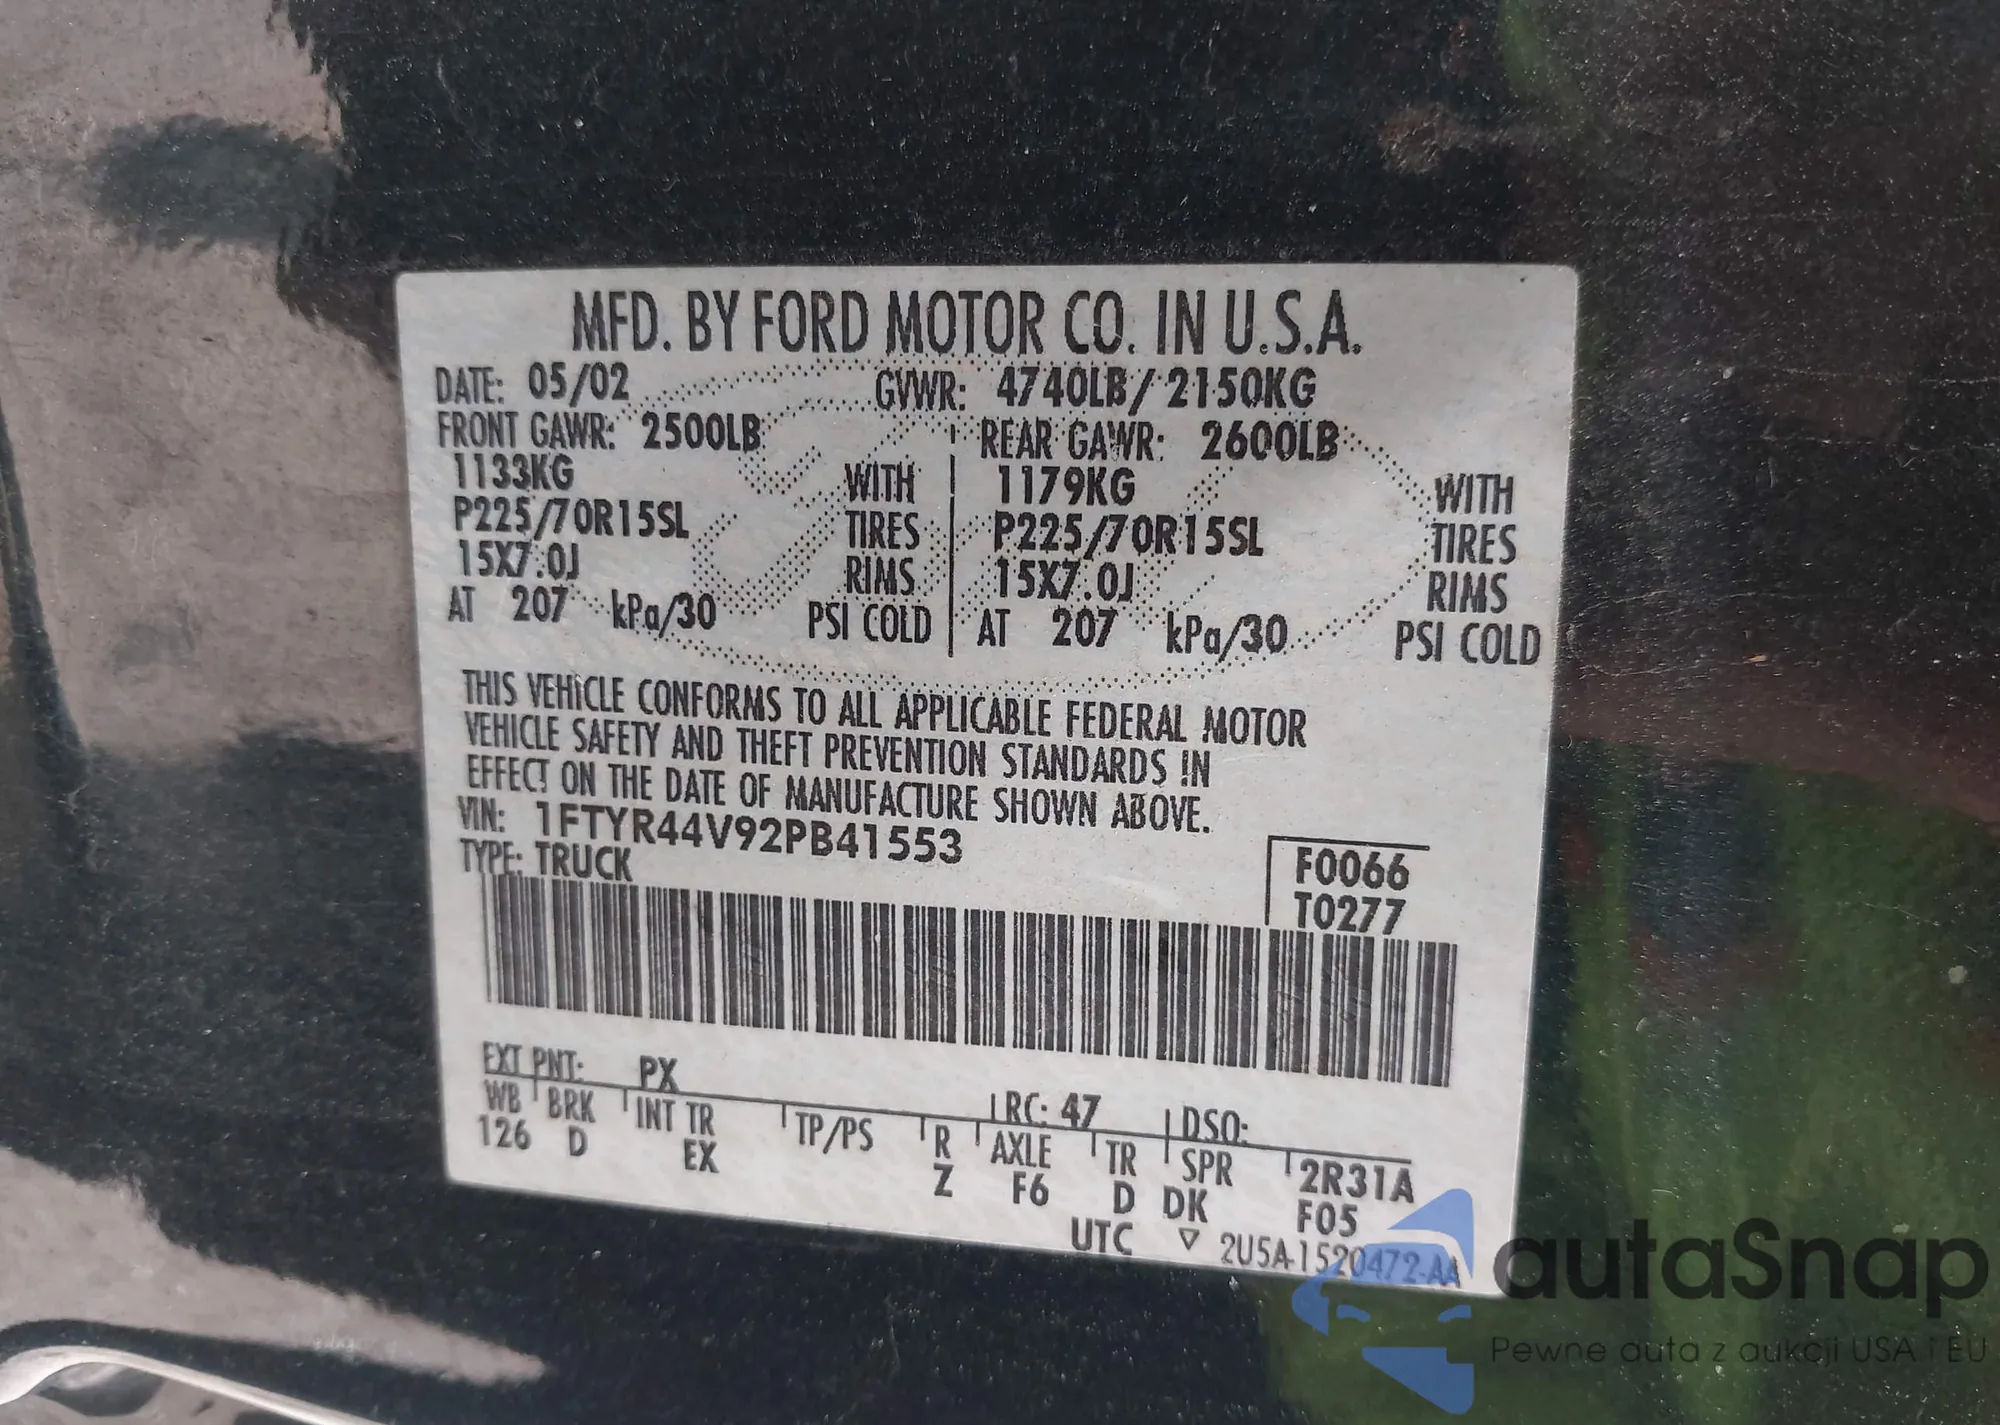 MFD. BY FORD MOTOR CO. IN U.S.A.
DATE: 05/02 GVWR: 4740LB/2150KG
FRONT GAWR: 2500LB REAR GAWR: 2600LB
1133KG WITH 1179KG WITH
P225/70R15SL TIRES P225/70R15SL TIRES
15X7.0J RIMS 15X7.0J RIMS
AT 207 kPa/30 PSI COLD AT 207 kPa/30 PSI COLD
THIS VEHICLE CONFORMS TO ALL APPLICABLE FEDERAL MOTOR
VEHICLE SAFETY AND THEFT PREVENTION STANDARDS IN
EFFECT ON THE DATE OF MANUFACTURE SHOWN ABOVE.
VIN: 1FTYR44V92PB41553
TYPE: TRUCK
F0066
T0277
EXT PNT: PX RC: 47 DSO:
WB BRK INT TR TP/PS R AXLE TR SPR 2R31A
126 D EX Z F6 D DK F05
UTC ▽ 2U5A-1520472-AA
autaSnap
Pewne auta z aukcji USA i EU